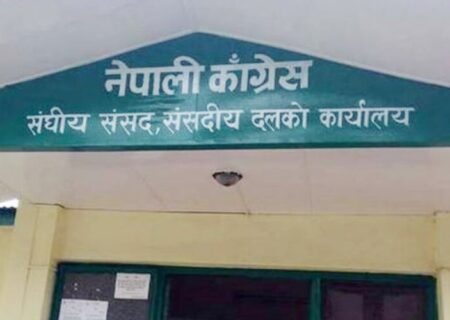 नेपाली काँग्रेस
संघीय संसद, संसदीय दलको कार्यालय